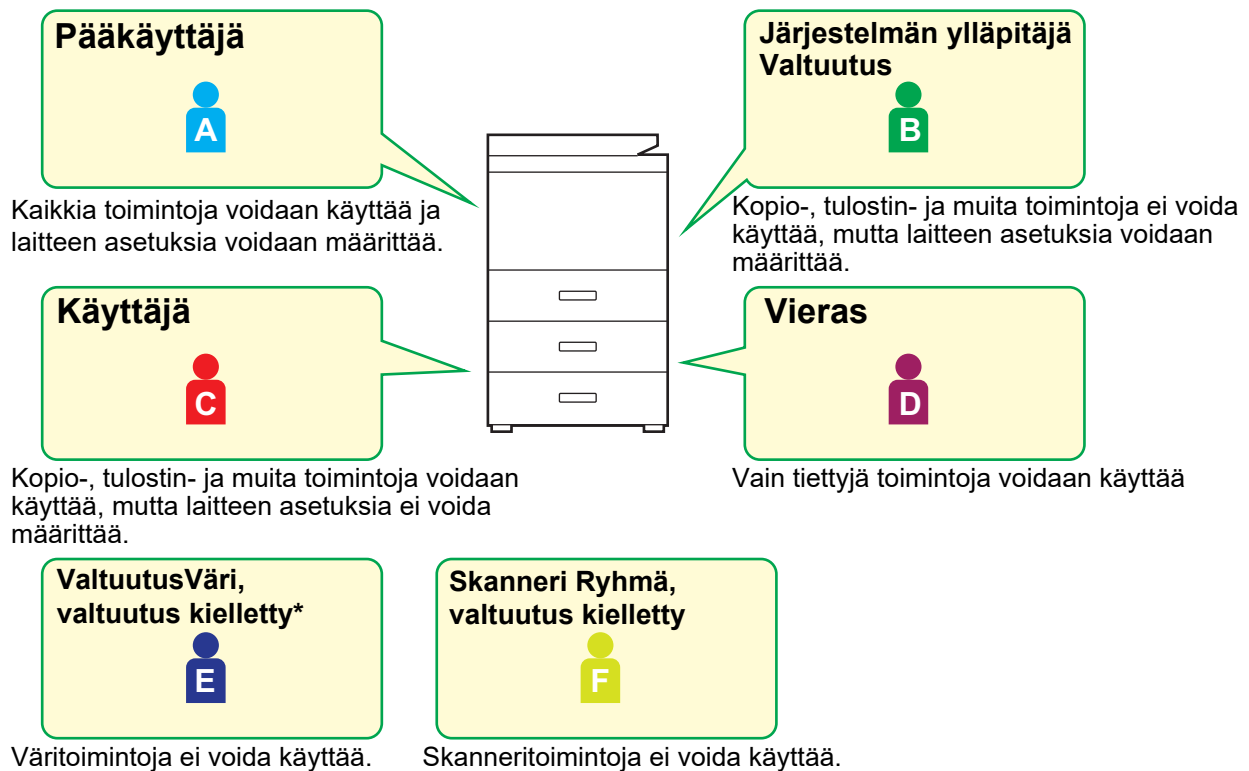 Pääkäyttäjä
A
Kaikkia toimintoja voidaan käyttää ja
laitteen asetuksia voidaan määrittää.
Järjestelmän ylläpitäjä
Valtuutus
B
Kopio-, tulostin- ja muita toimintoja ei voida
käyttää, mutta laitteen asetuksia voidaan
määrittää.
Käyttäjä
C
Kopio-, tulostin- ja muita toimintoja voidaan
käyttää, mutta laitteen asetuksia ei voida
määrittää.
Vieras
D
Vain tiettyjä toimintoja voidaan käyttää
ValtuutusVäri,
valtuutus kielletty*
E
Väritoimintoja ei voida käyttää.
Skanneri Ryhmä,
valtuutus kielletty
F
Skanneritoimintoja ei voida käyttää.